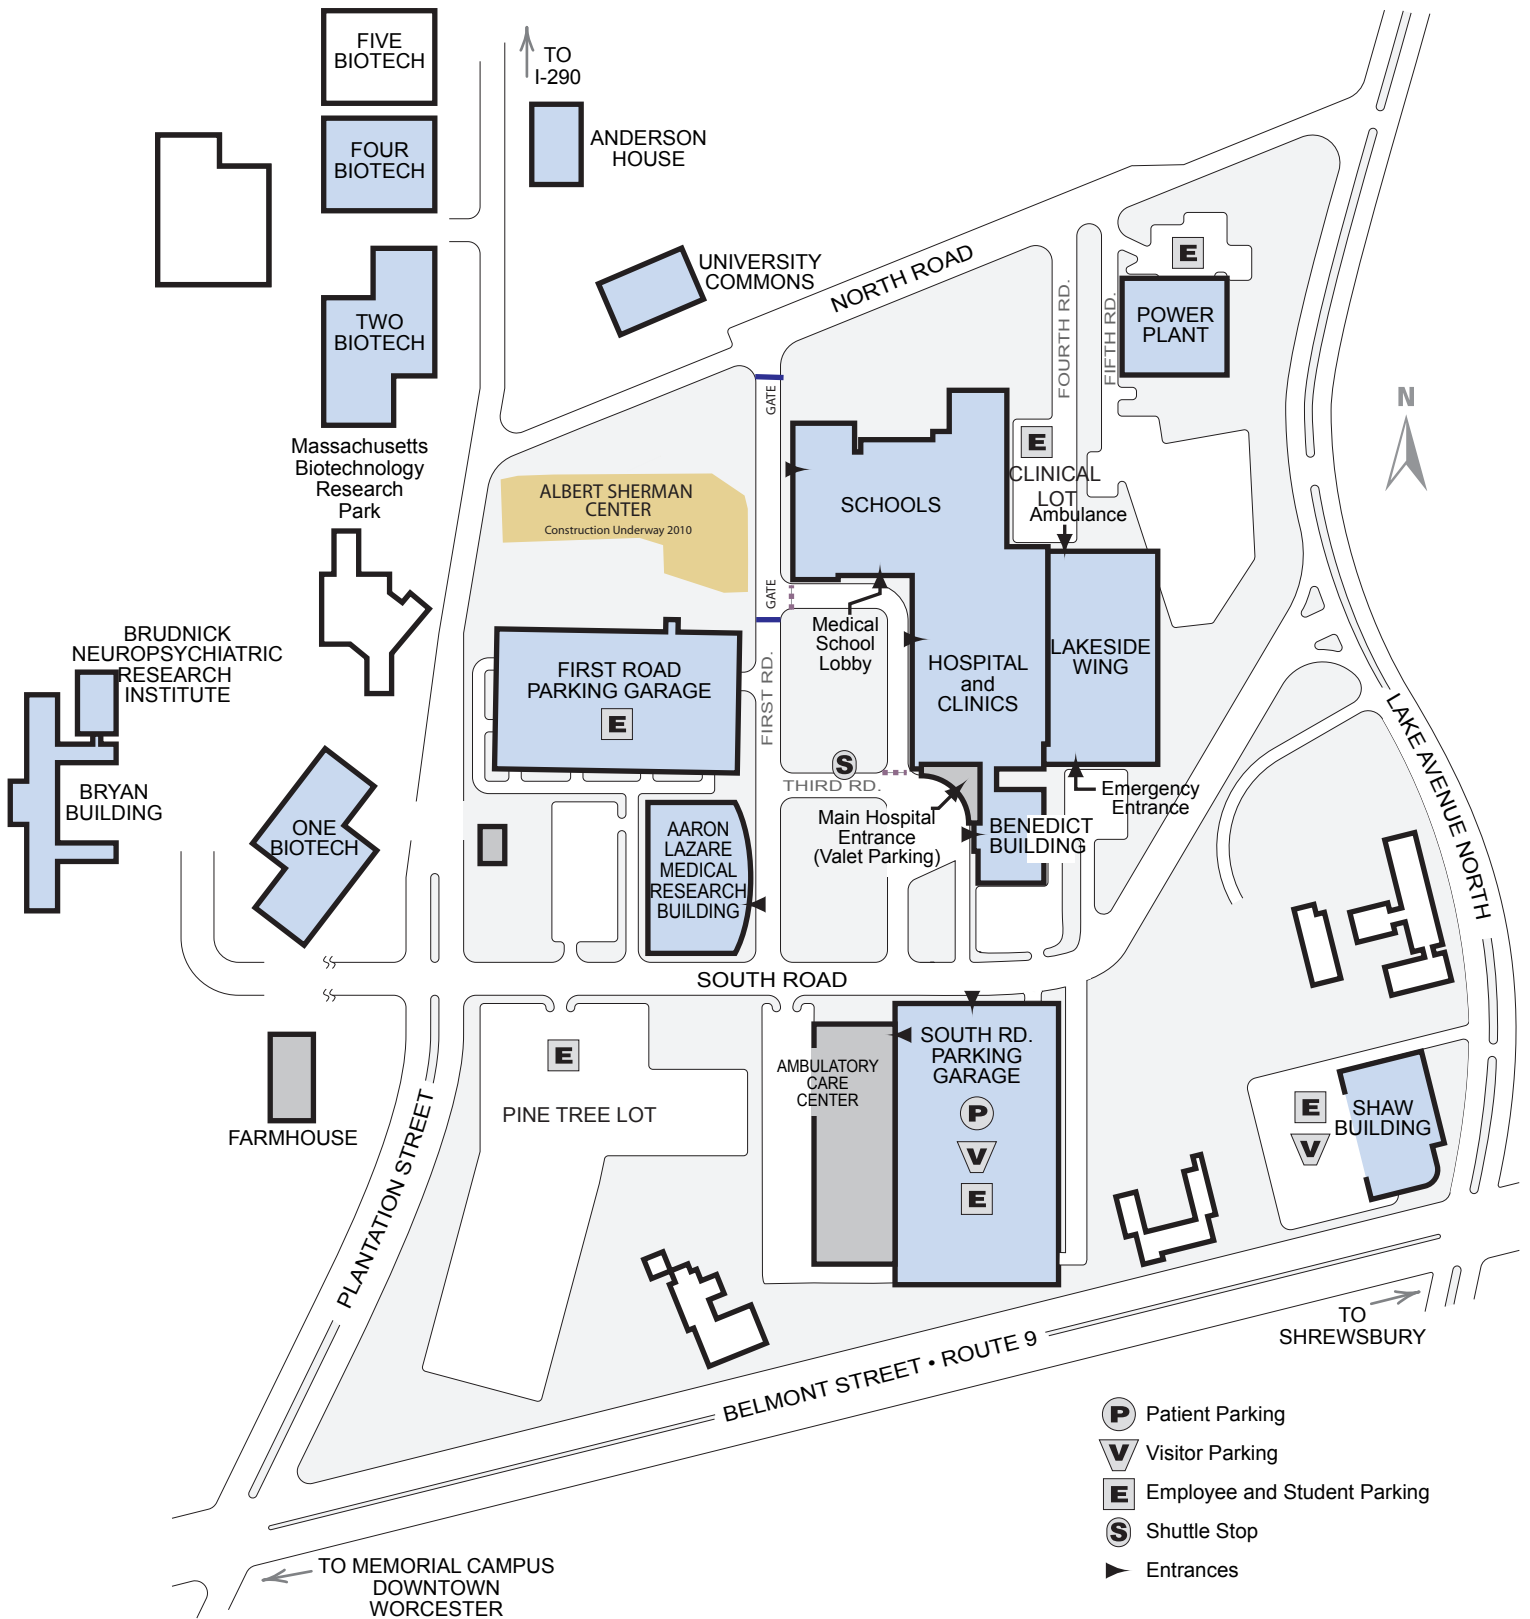 FIVE
BIOTECH
TO
I-290
FOUR
BIOTECH
ANDERSON
HOUSE
UNIVERSITY
COMMONS
NORTH ROAD
E
TWO
BIOTECH
FOURTH RD.
FIFTH RD.
POWER
PLANT
GATE
N
Massachusetts
Biotechnology
Research
Park
E
CLINICAL
LOT
Ambulance
ALBERT SHERMAN
CENTER
Construction Underway 2010
SCHOOLS
GATE
Medical
School
Lobby
BRUDNICK
NEUROPSYCHIATRIC
RESEARCH
INSTITUTE
FIRST ROAD
PARKING GARAGE
E
FIRST RD.
HOSPITAL
and
CLINICS
LAKESIDE
WING
LAKE AVENUE NORTH
S
THIRD RD.
Emergency
Entrance
BRYAN
BUILDING
ONE
BIOTECH
AARON
LAZARE
MEDICAL
RESEARCH
BUILDING
Main Hospital
Entrance
(Valet Parking)
BENEDICT
BUILDING
SOUTH ROAD
FARMHOUSE
E
PINE TREE LOT
AMBULATORY
CARE
CENTER
SOUTH RD.
PARKING
GARAGE
P
V
E
E
V
SHAW
BUILDING
PLANTATION STREET
BELMONT STREET • ROUTE 9
TO
SHREWSBURY
P Patient Parking
V Visitor Parking
E Employee and Student Parking
S Shuttle Stop
Entrances
TO MEMORIAL CAMPUS
DOWNTOWN
WORCESTER